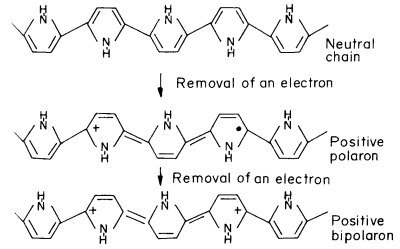 H H H
N N N
N N
H H
Neutral
chain
Removal of an electron
H H H
N N N
+ •
N N
H H
Positive
polaron
Removal of an electron
H H H
N N N
+ +
N N
H H
Positive
bipolaron